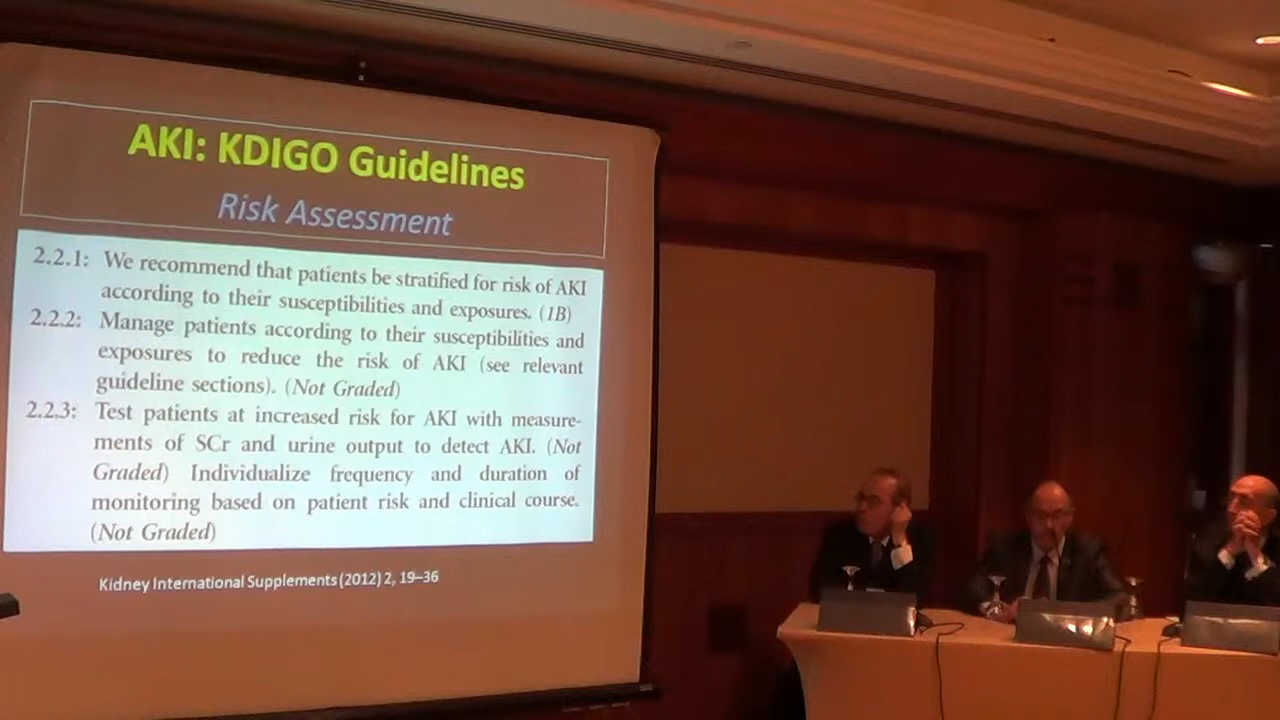 AKI: KDIGO Guidelines
Risk Assessment
2.2.1: We recommend that patients be stratified for risk of AKI
according to their susceptibilities and exposures. (1B)
2.2.2: Manage patients according to their susceptibilities and
exposures to reduce the risk of AKI (see relevant
guideline sections). (Not Graded)
2.2.3: Test patients at increased risk for AKI with measure-
ments of SCr and urine output to detect AKI. (Not
Graded) Individualize frequency and duration of
monitoring based on patient risk and clinical course.
(Not Graded)
Kidney International Supplements (2012) 2, 19–36